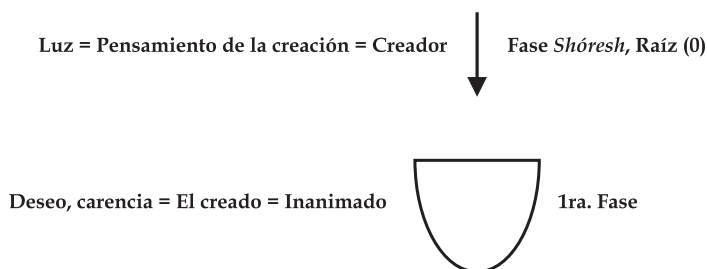 Luz = Pensamiento de la creación = Creador Fase Shóresh, Raíz (0)
Deseo, carencia = El creado = Inanimado 1ra. Fase